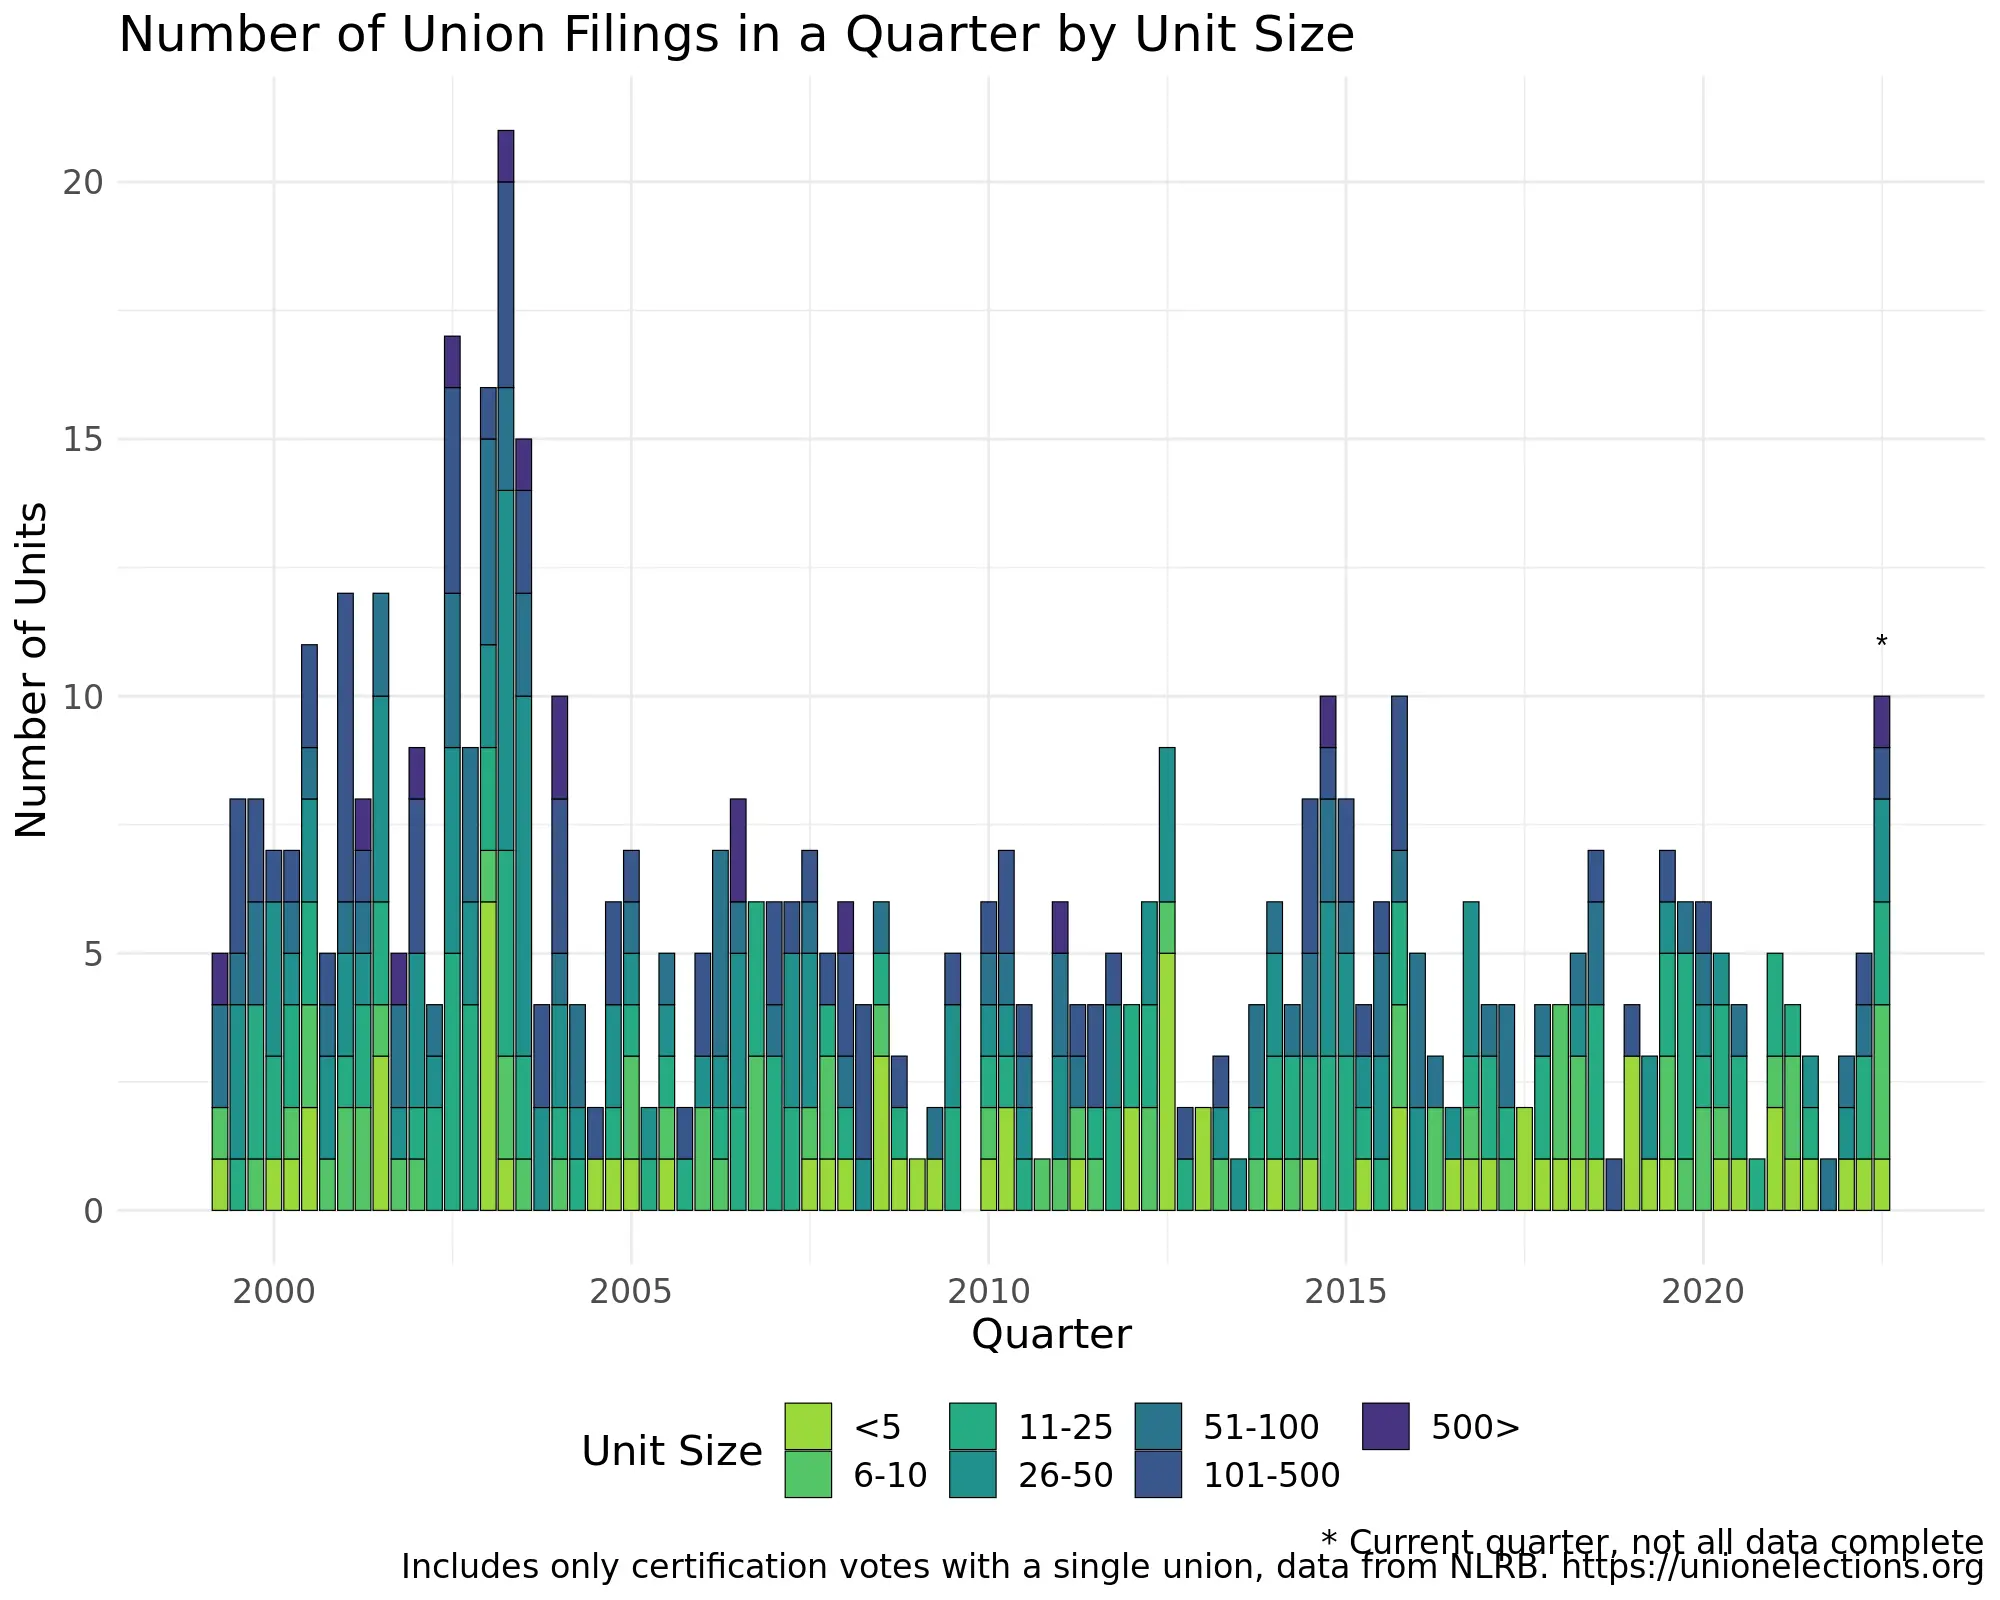 Number of Union Filings in a Quarter by Unit Size
Number of Units
20
15
10
5
0
*
2000 2005 2010 2015 2020
Quarter
Unit Size
<5 11-25 51-100 500>
6-10 26-50 101-500
* Current quarter, not all data complete
Includes only certification votes with a single union, data from NLRB. https://unionelections.org